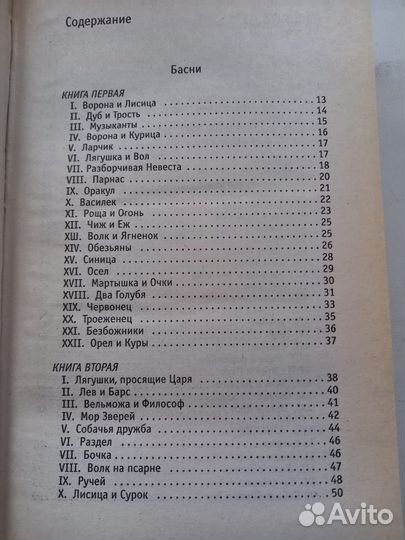 Содержание
Басни
КНИГА ПЕРВАЯ
I. Ворона и Лисица 13
II. Дуб и Трость 14
III. Музыканты 15
IV. Ворона и Курица 16
V. Ларчик 17
VI. Лягушка и Вол 17
VII. Разборчивая Невеста 18
VIII. Парнас 20
IX. Оракул 21
X. Василек 22
XI. Роща и Огонь 23
XII. Чиж и Еж 25
XШ. Волк и Ягненок 25
XIV. Обезьяны 26
XV. Синица 28
XVI. Осел 29
XVII. Мартышка и Очки 30
XVIII. Два Голубя 31
XIX. Червонец 33
XX. Троеженец 35
XXI. Безбожники 36
XXII. Орел и Куры 37
КНИГА ВТОРАЯ
I. Лягушки, просящие Царя 38
II. Лев и Барс 40
III. Вельможа и Философ 41
IV. Мор Зверей 42
V. Собачья дружба 44
VI. Раздел 46
VII. Бочка 46
VIII. Волк на псарне 47
IX. Ручей 48
X. Лисица и Сурок 50
Avito